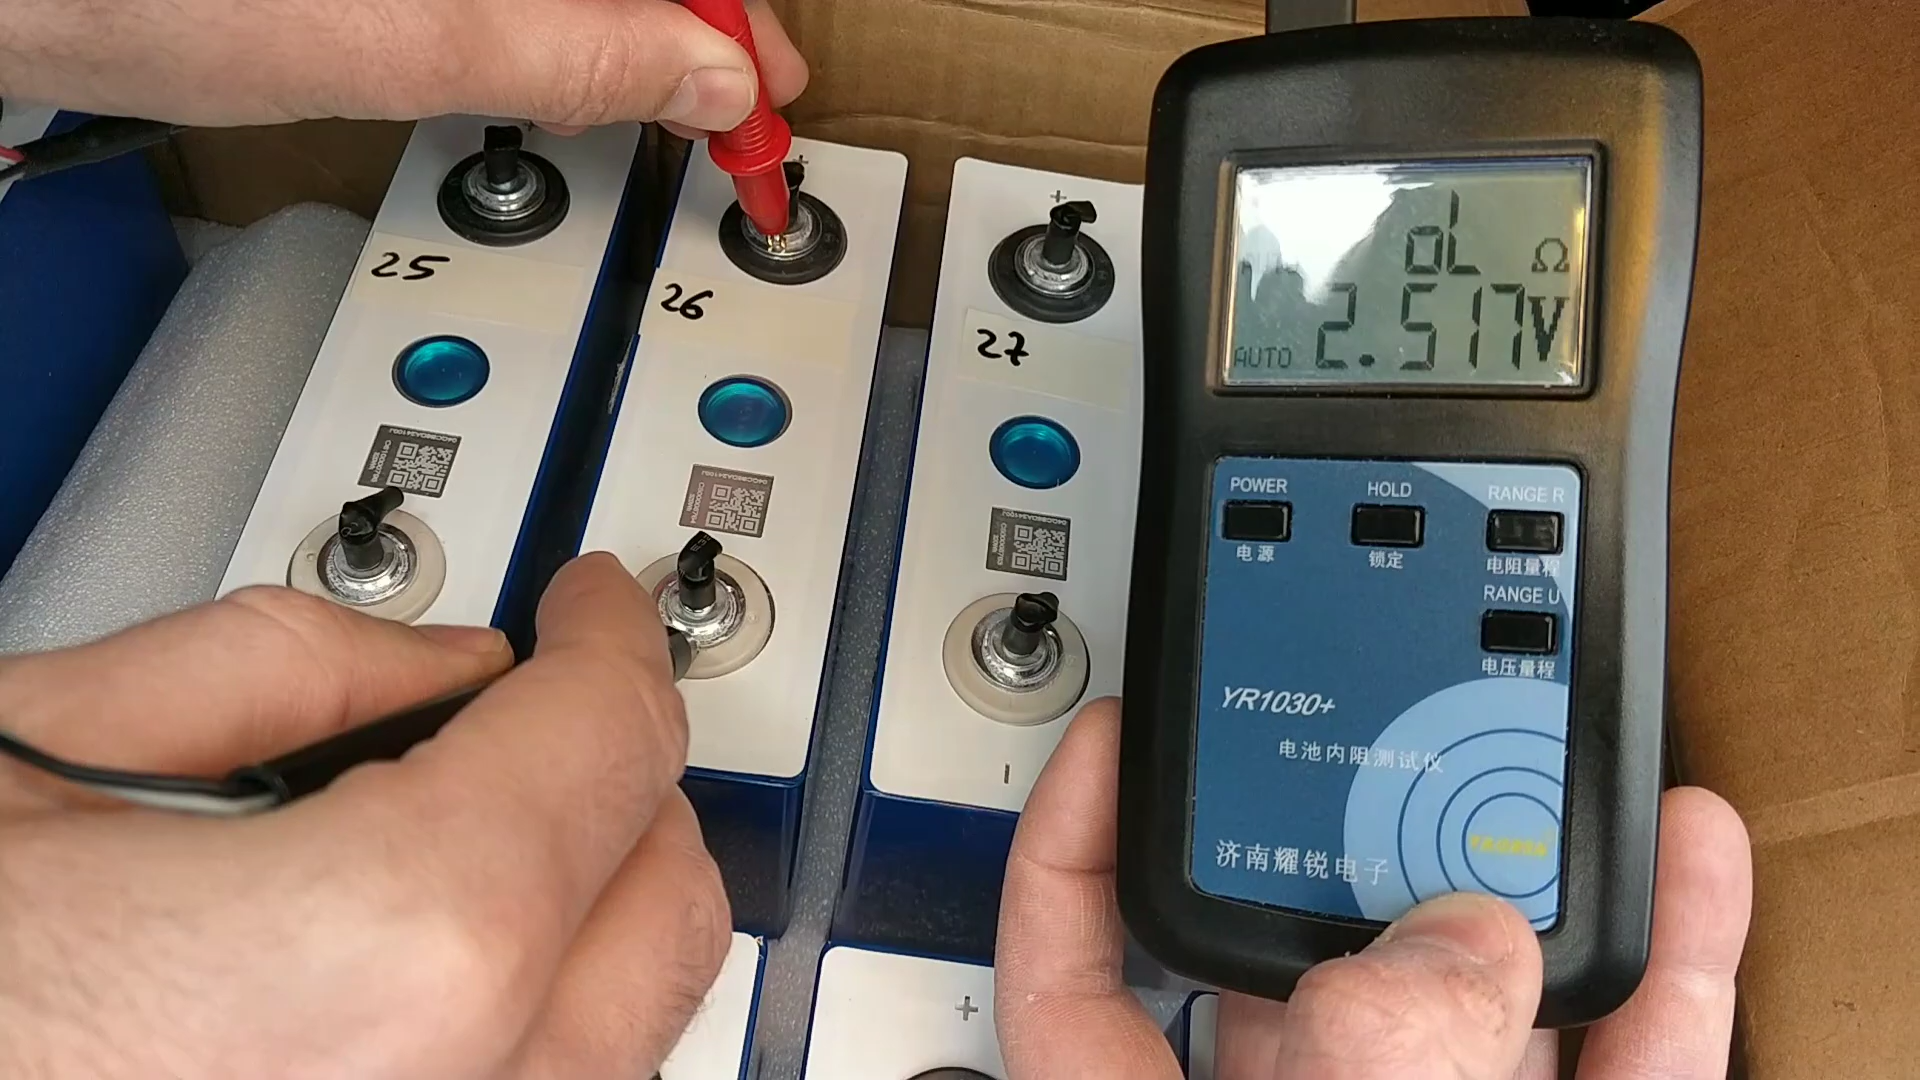 25
26
27
+
+
+
oL Ω
AUTO 2.517V
POWER
电源
HOLD
锁定
RANGE R
电阻量程
RANGE U
电压量程
YR1030+
电池内阻测试仪
济南耀锐电子